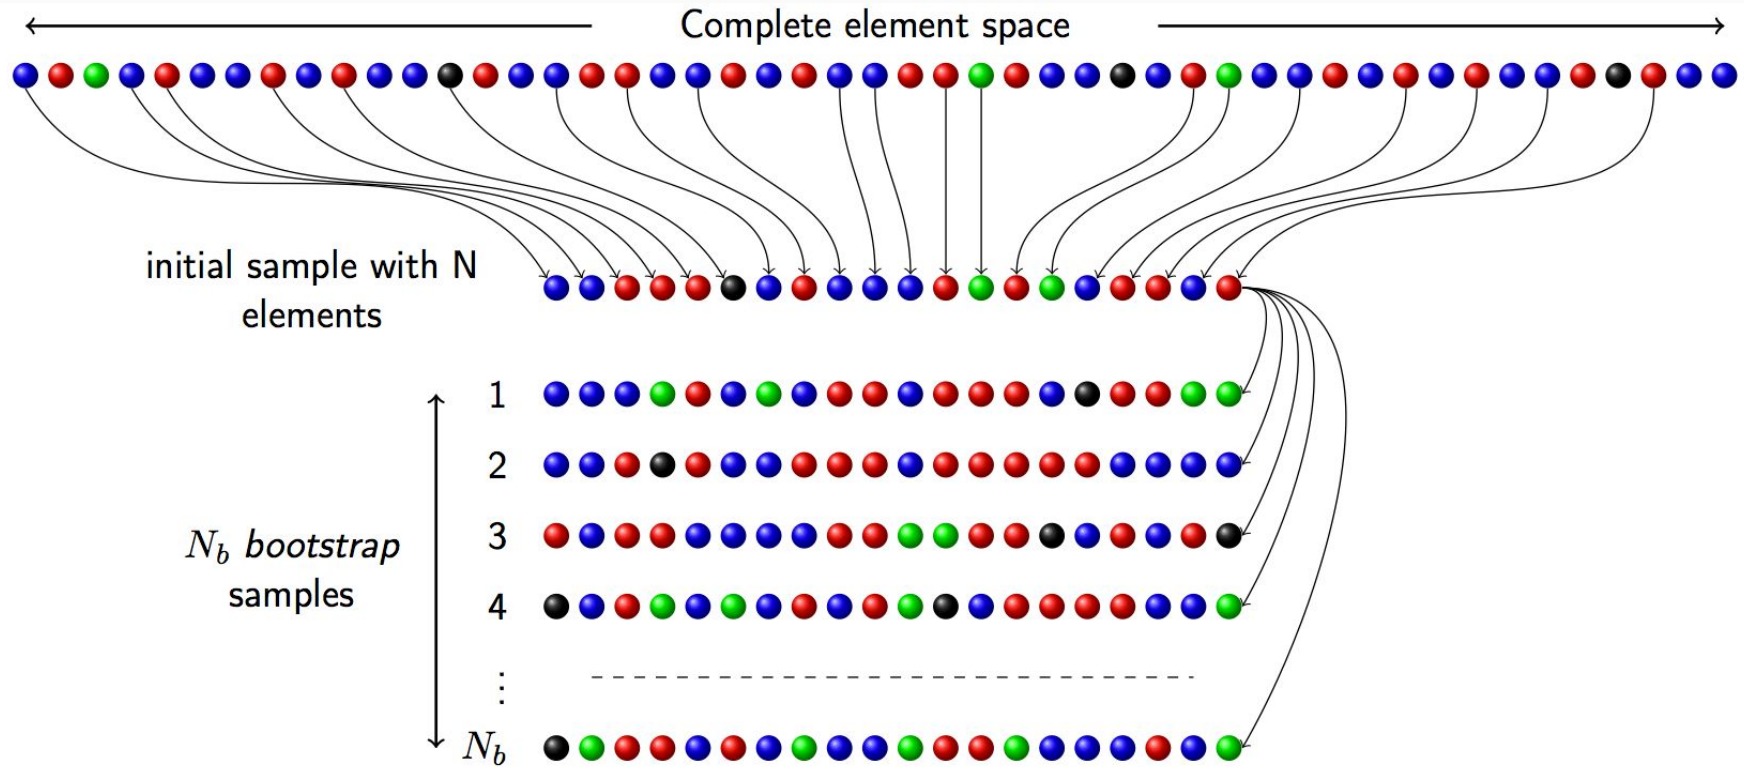 Complete element space
initial sample with N
elements
1
2
3
4
⋮
N_b
N_b bootstrap
samples